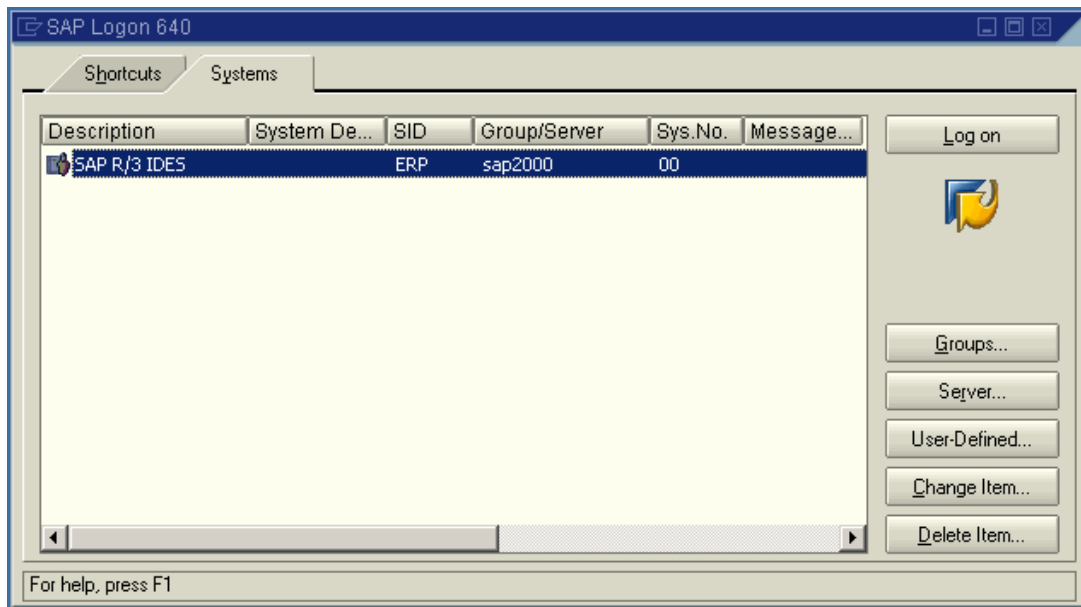 SAP Logon 640
Shortcuts Systems
Description System De... SID Group/Server Sys.No. Message...
SAP R/3 IDES ERP sap2000 00
Log on
Groups...
Server...
User-Defined...
Change Item...
Delete Item...
For help, press F1